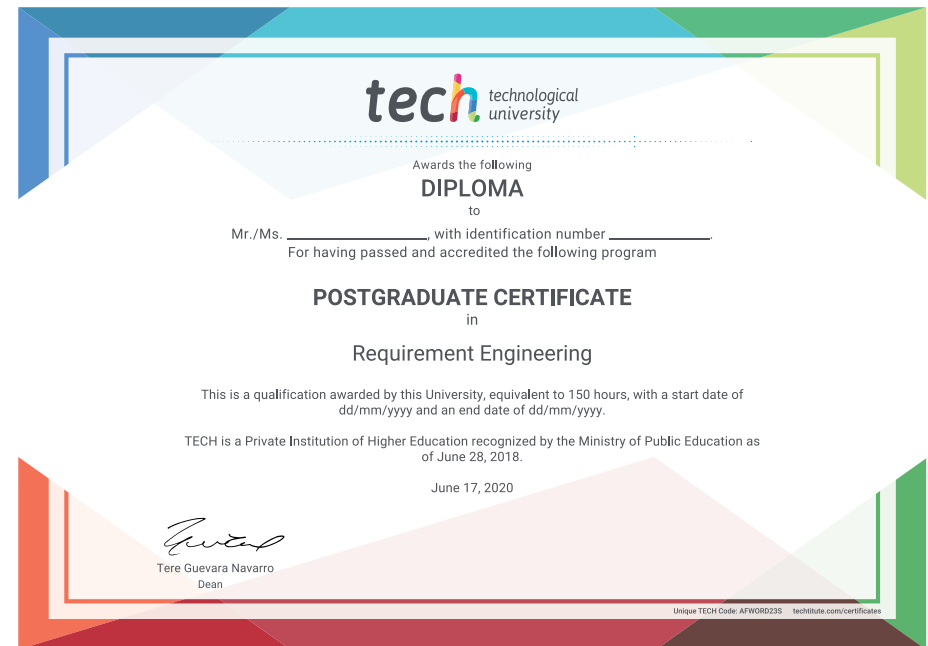 tech technological
university
Awards the following
DIPLOMA
to
Mr./Ms. ____________________, with identification number ______________.
For having passed and accredited the following program
POSTGRADUATE CERTIFICATE
in
Requirement Engineering
This is a qualification awarded by this University, equivalent to 150 hours, with a start date of
dd/mm/yyyy and an end date of dd/mm/yyyy.
TECH is a Private Institution of Higher Education recognized by the Ministry of Public Education as
of June 28, 2018.
June 17, 2020
Tere Guevara Navarro
Dean
Unique TECH Code: AFWORD23S techtitute.com/certificates